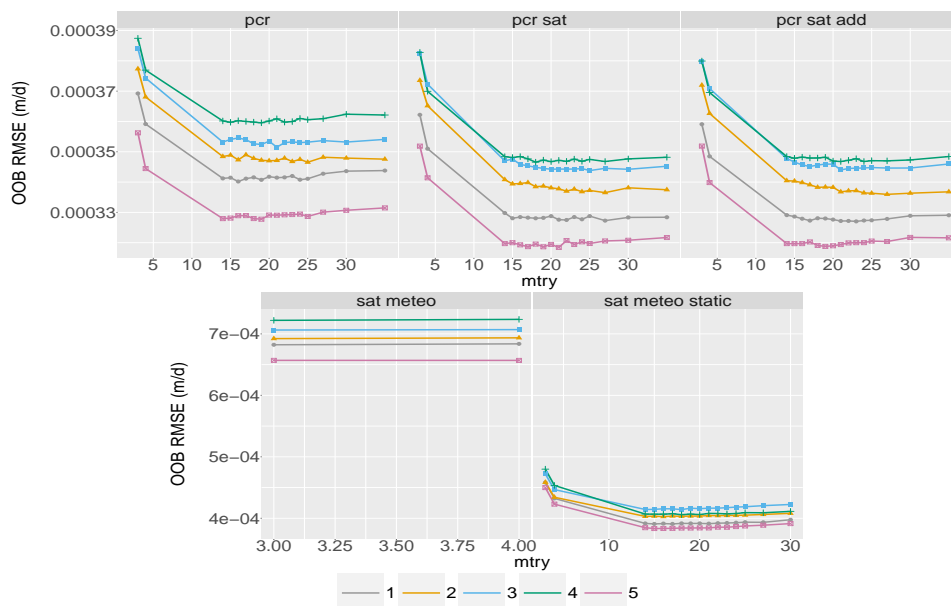 pcr pcr sat pcr sat add
0.00039
0.00037
0.00035
0.00033
OOB RMSE (m/d)
5 10 15 20 25 30 5 10 15 20 25 30 5 10 15 20 25 30
mtry
sat meteo sat meteo static
7e−04
6e−04
5e−04
4e−04
OOB RMSE (m/d)
3.00 3.25 3.50 3.75 4.00 10 20 30
mtry
1 2 3 4 5